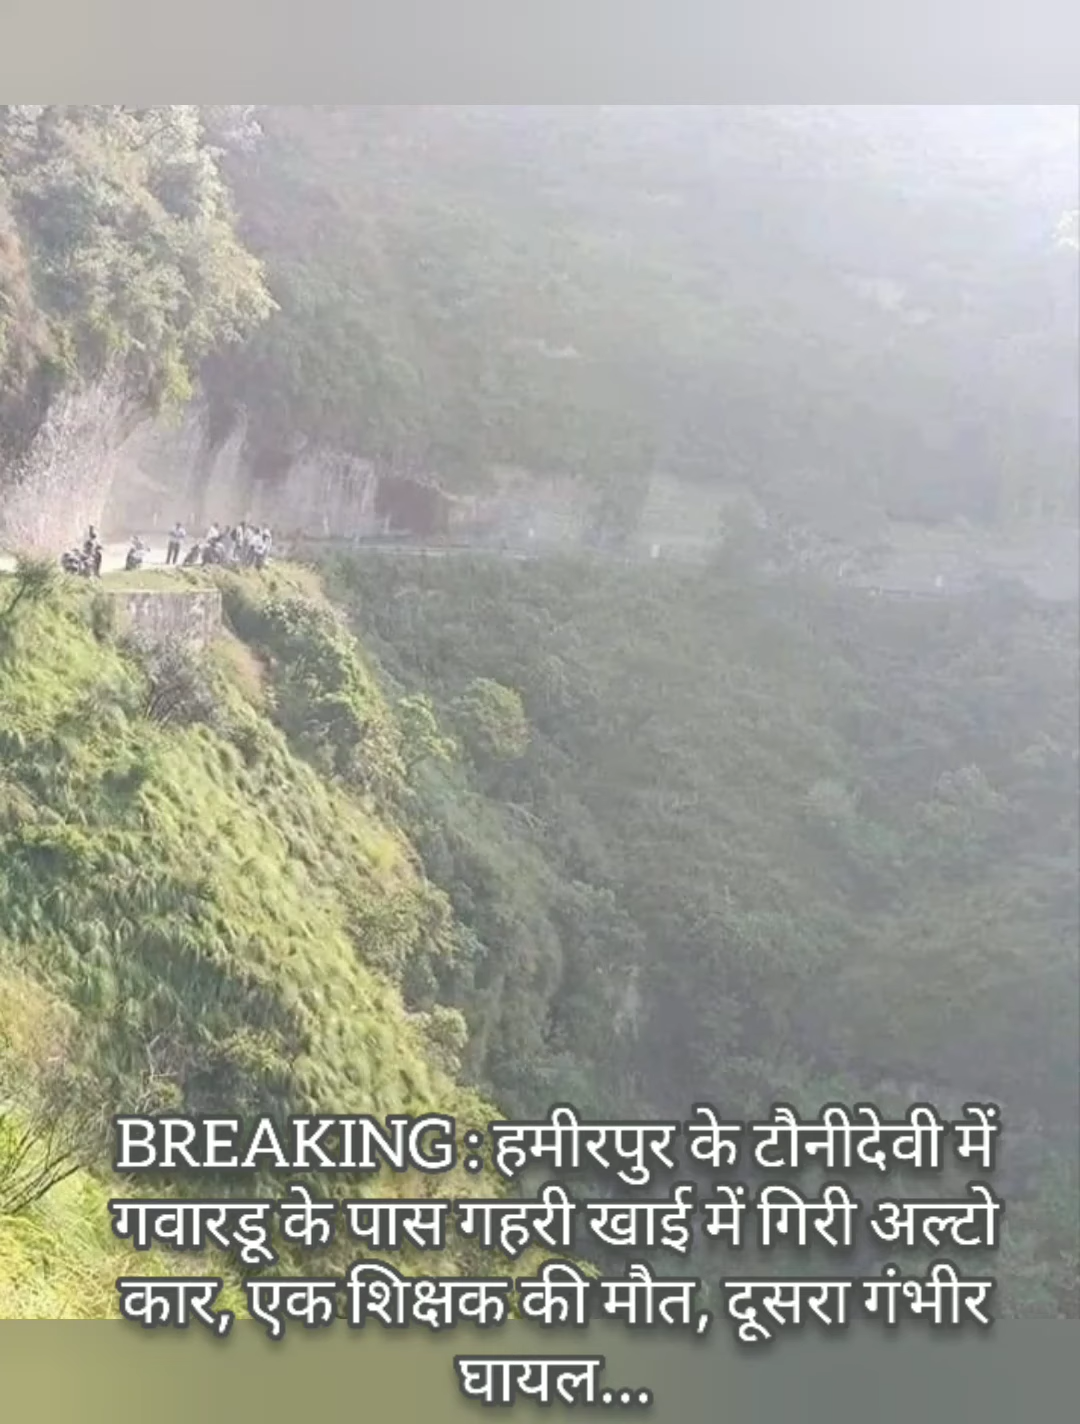 BREAKING : हमीरपुर के टौनीदेवी में
गवारडू के पास गहरी खाई में गिरी अल्टो
कार, एक शिक्षक की मौत, दूसरा गंभीर
घायल...